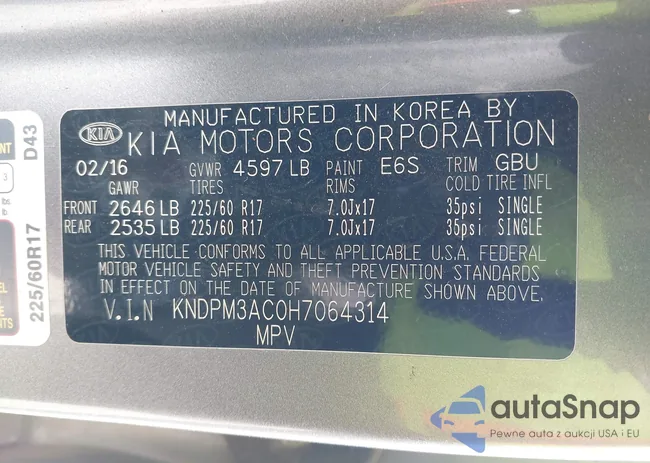 MANUFACTURED IN KOREA BY
KIA KIA MOTORS CORPORATION
02/16 GVWR 4597 LB PAINT E6S TRIM GBU
GAWR TIRES RIMS COLD TIRE INFL
FRONT 2646 LB 225/60 R17 7.0Jx17 35psi SINGLE
REAR 2535 LB 225/60 R17 7.0Jx17 35psi SINGLE
THIS VEHICLE CONFORMS TO ALL APPLICABLE U.S.A. FEDERAL
MOTOR VEHICLE SAFETY AND THEFT PREVENTION STANDARDS
IN EFFECT ON THE DATE OF MANUFACTURE SHOWN ABOVE.
V.I.N KNDPM3AC0H7064314
MPV
D43
225/60R17
3
autaSnap
Pewne auta z aukcji USA i EU